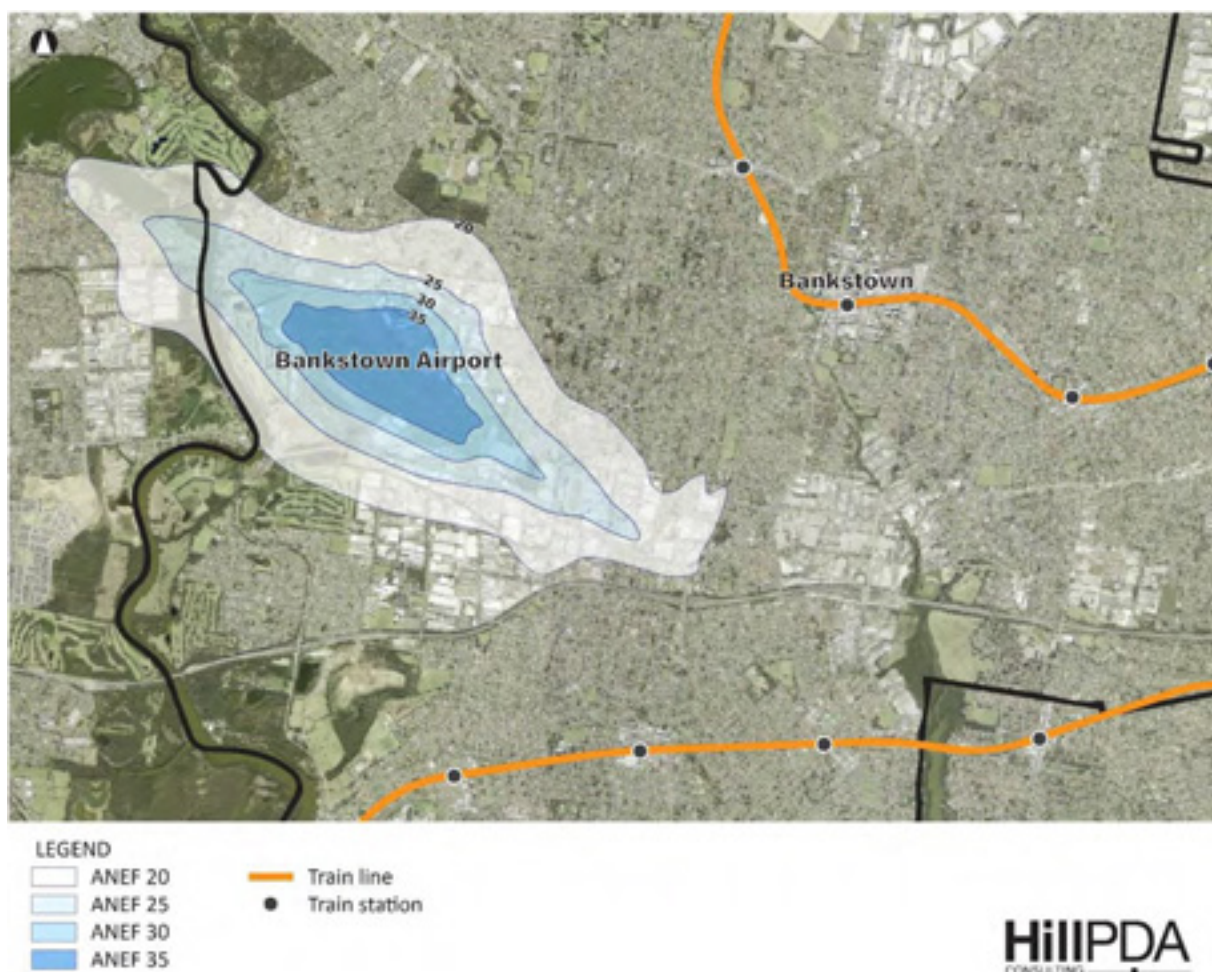 20
25
30
35
Bankstown
Bankstown Airport
LEGEND
ANEF 20
ANEF 25
ANEF 30
ANEF 35
Train line
Train station
HillPDA
CONSULTING